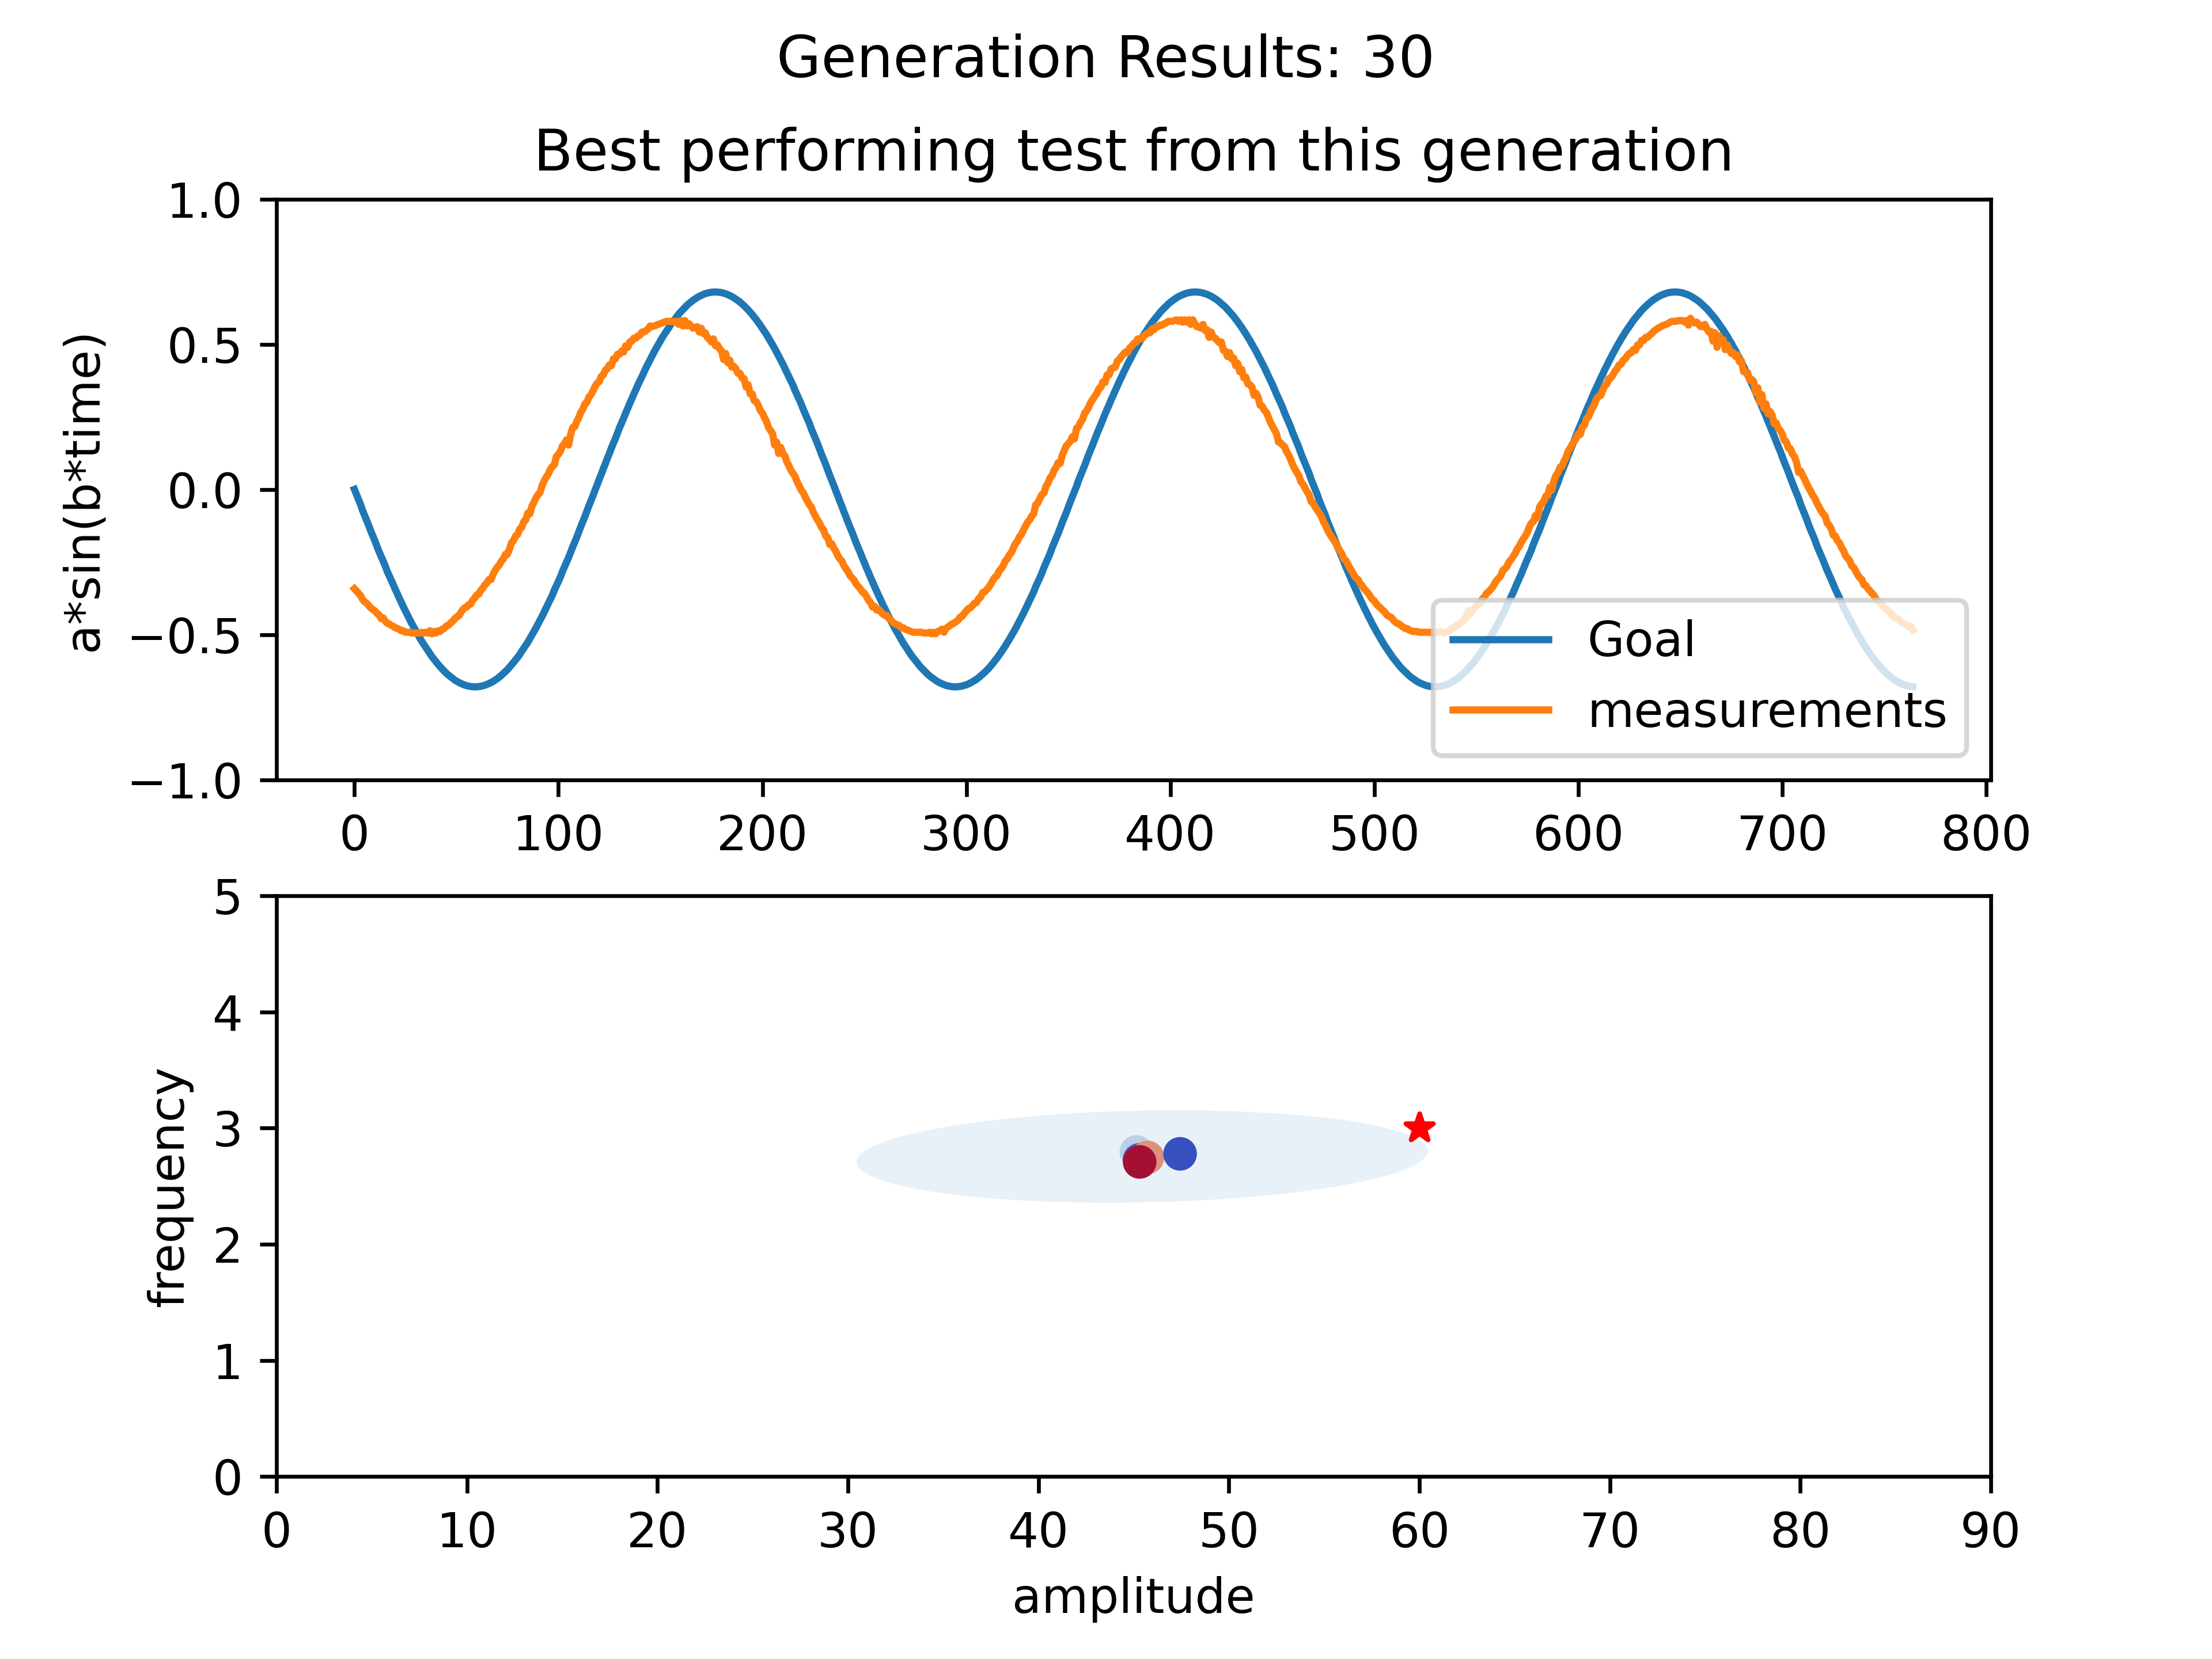 Generation Results: 30
Best performing test from this generation
1.0
0.5
0.0
−0.5
−1.0
a*sin(b*time)
Goal
measurements
0 100 200 300 400 500 600 700 800
5
4
3
2
1
0
frequency
0 10 20 30 40 50 60 70 80 90
amplitude